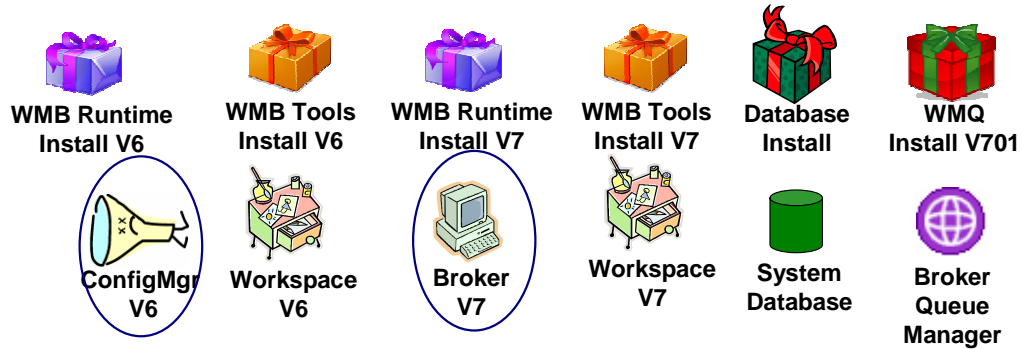 WMB Runtime
Install V6
WMB Tools
Install V6
WMB Runtime
Install V7
WMB Tools
Install V7
Database
Install
WMQ
Install V701
ConfigMgr
V6
Workspace
V6
Broker
V7
Workspace
V7
System
Database
Broker
Queue
Manager